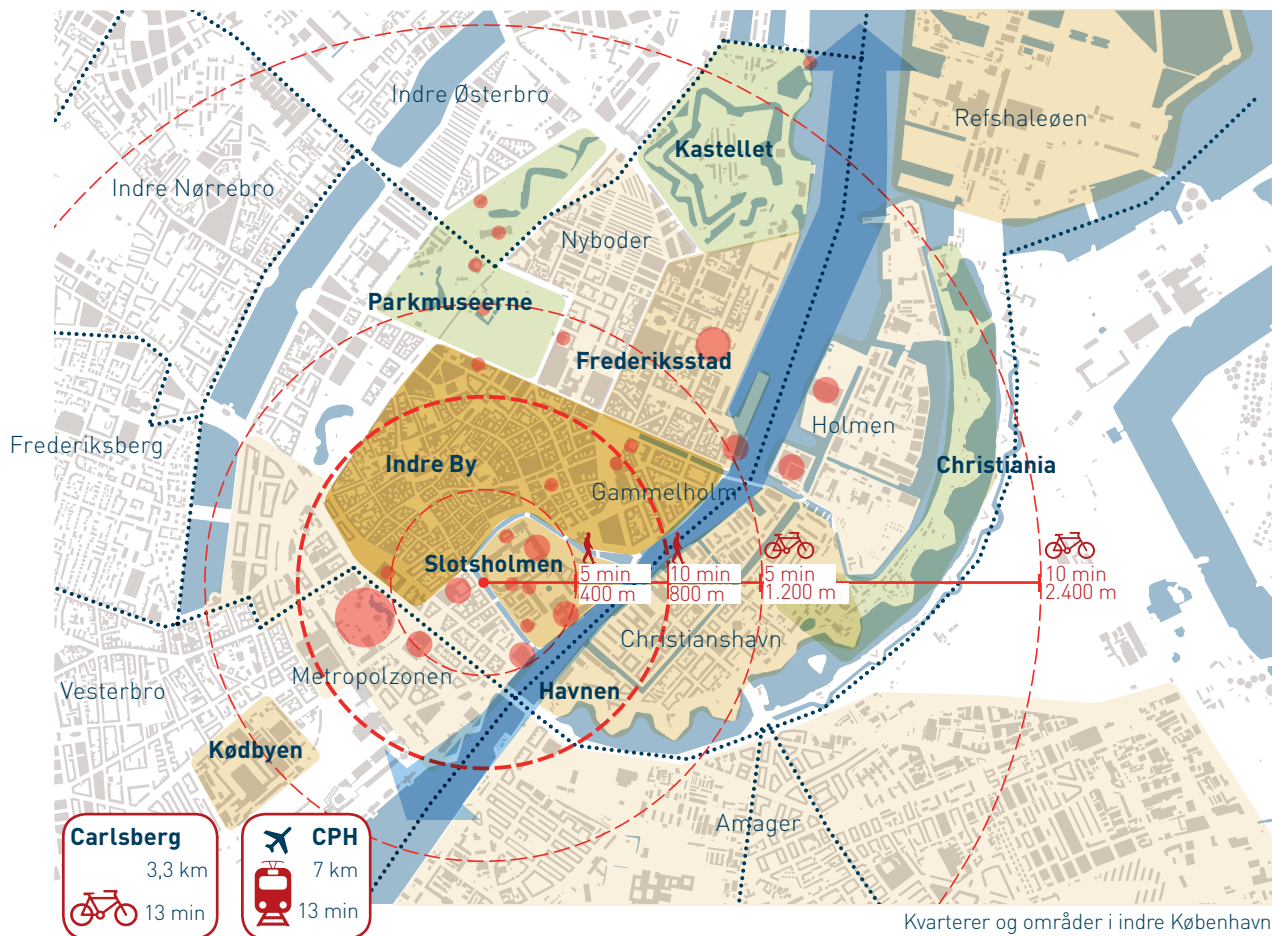 Indre Østerbro
Refshaleøen
Kastellet
Indre Nørrebro
Nyboder
Parkmuseerne
Frederiksstad
Holmen
Frederiksberg
Indre By
Christiania
Gammelholm
Slotsholmen
5 min
400 m
10 min
800 m
5 min
1.200 m
10 min
2.400 m
Christianshavn
Metropolzonen
Vesterbro
Havnen
Kødbyen
Amager
Carlsberg
3,3 km
13 min
CPH
7 km
13 min
Kvarterer og områder i indre København